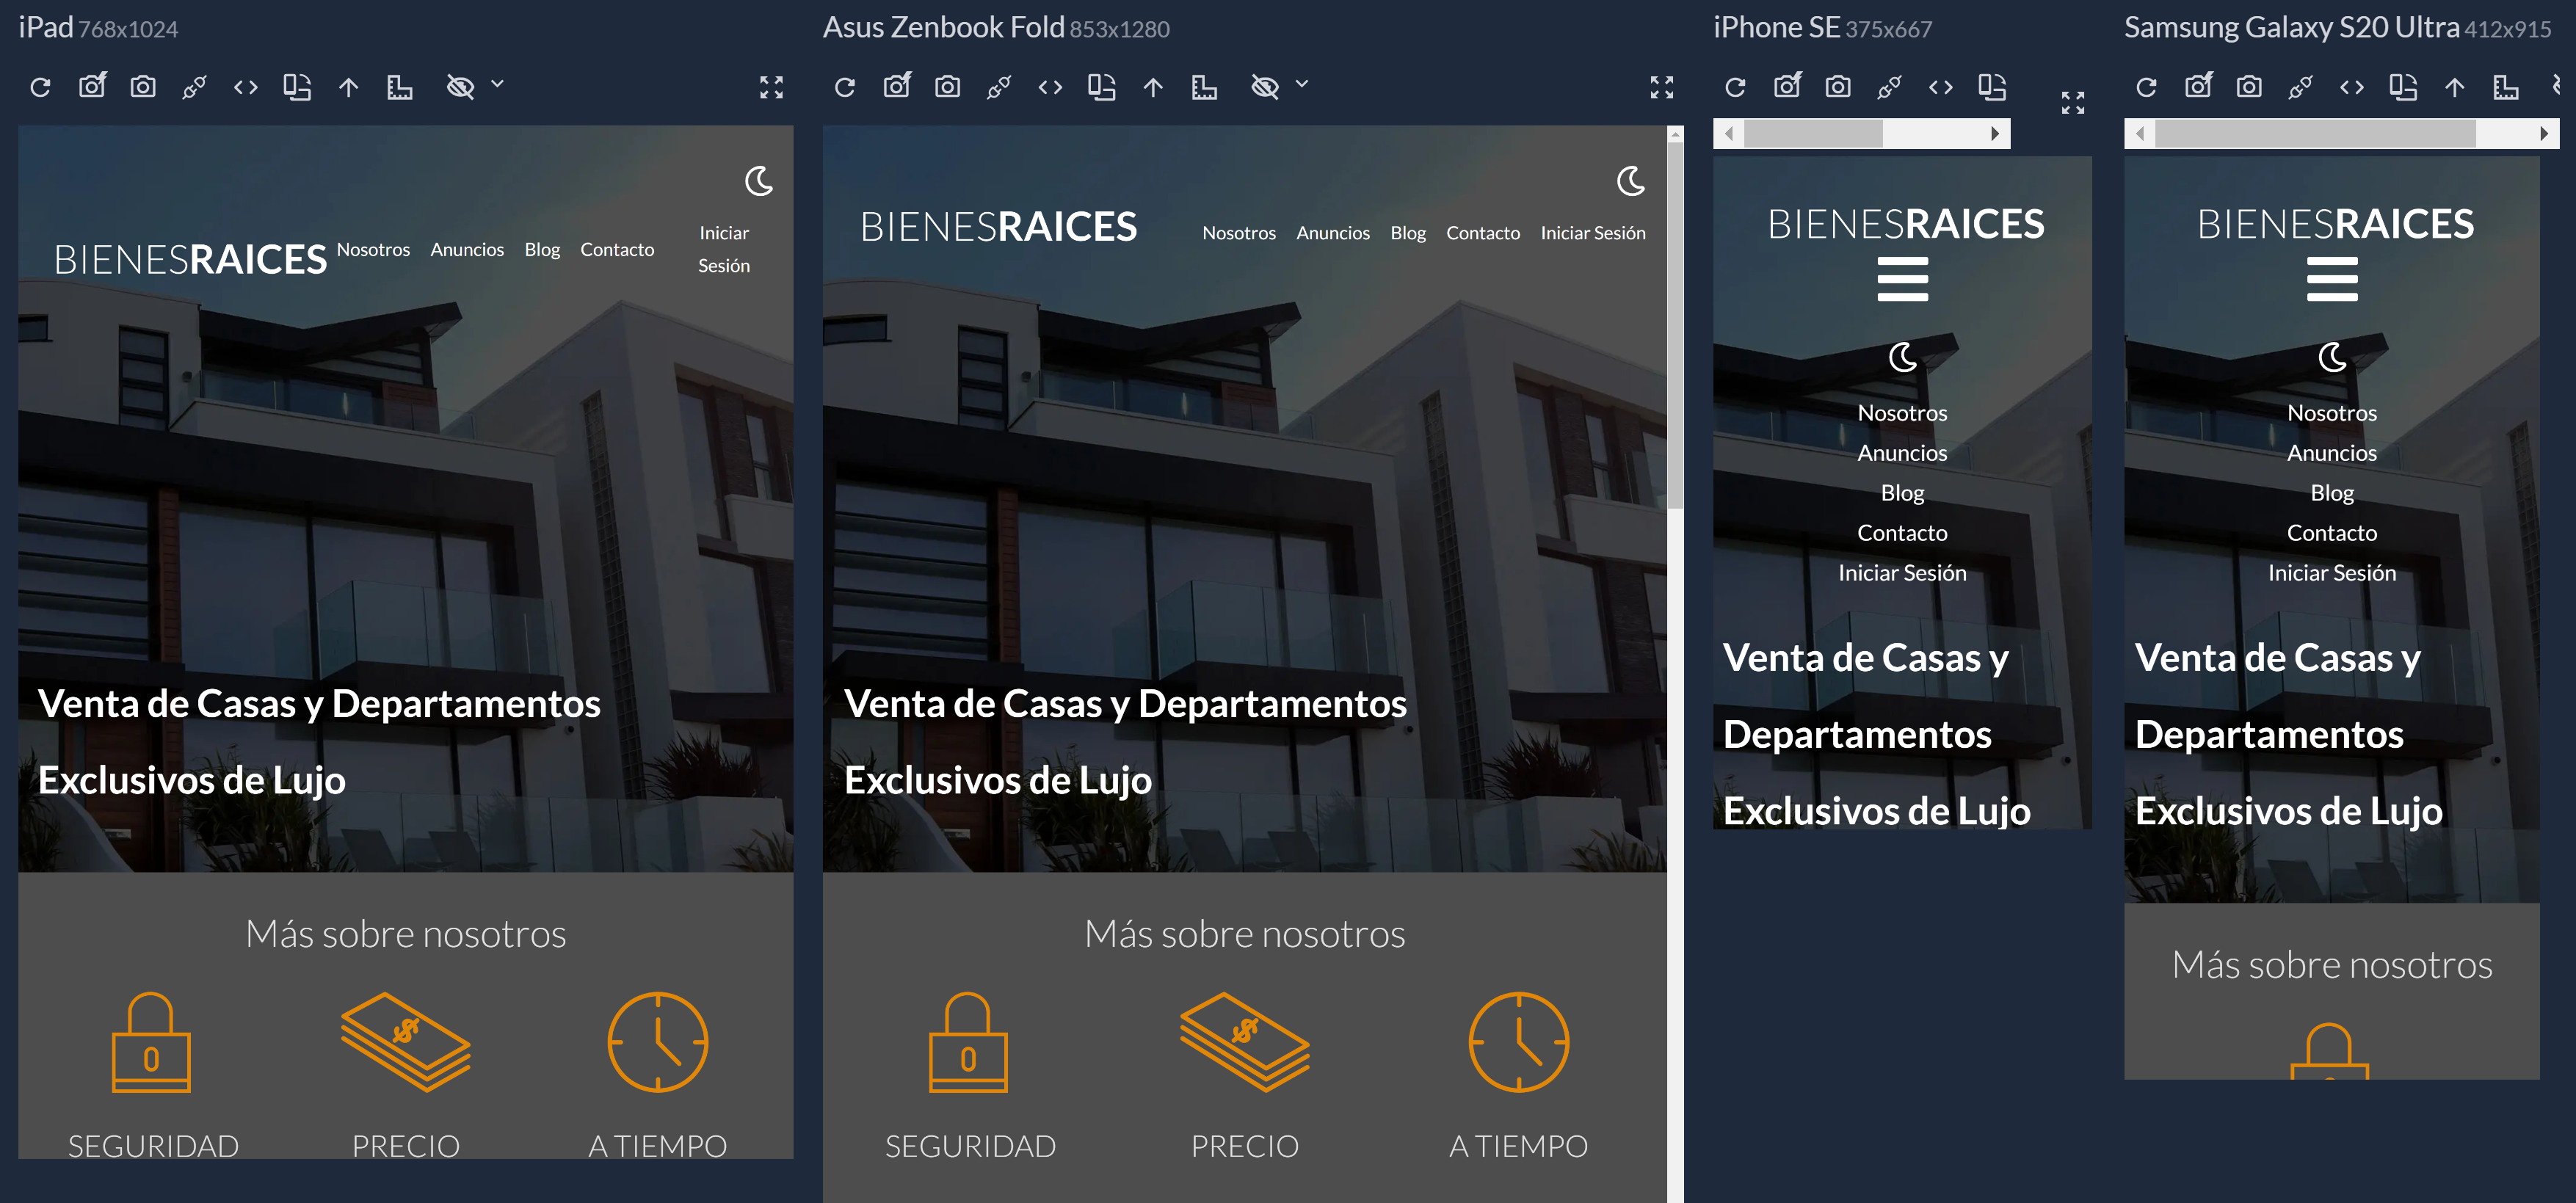 iPad 768x1024
BIENESRAICES
Nosotros
Anuncios
Blog
Contacto
Iniciar
Sesión
Venta de Casas y Departamentos
Exclusivos de Lujo
Más sobre nosotros
SEGURIDAD
PRECIO
A TIEMPO
Asus Zenbook Fold 853x1280
BIENESRAICES
Nosotros
Anuncios
Blog
Contacto
Iniciar Sesión
Venta de Casas y Departamentos
Exclusivos de Lujo
Más sobre nosotros
SEGURIDAD
PRECIO
A TIEMPO
iPhone SE 375x667
BIENESRAICES
Nosotros
Anuncios
Blog
Contacto
Iniciar Sesión
Venta de Casas y
Departamentos
Exclusivos de Lujo
Samsung Galaxy S20 Ultra 412x915
BIENESRAICES
Nosotros
Anuncios
Blog
Contacto
Iniciar Sesión
Venta de Casas y
Departamentos
Exclusivos de Lujo
Más sobre nosotros